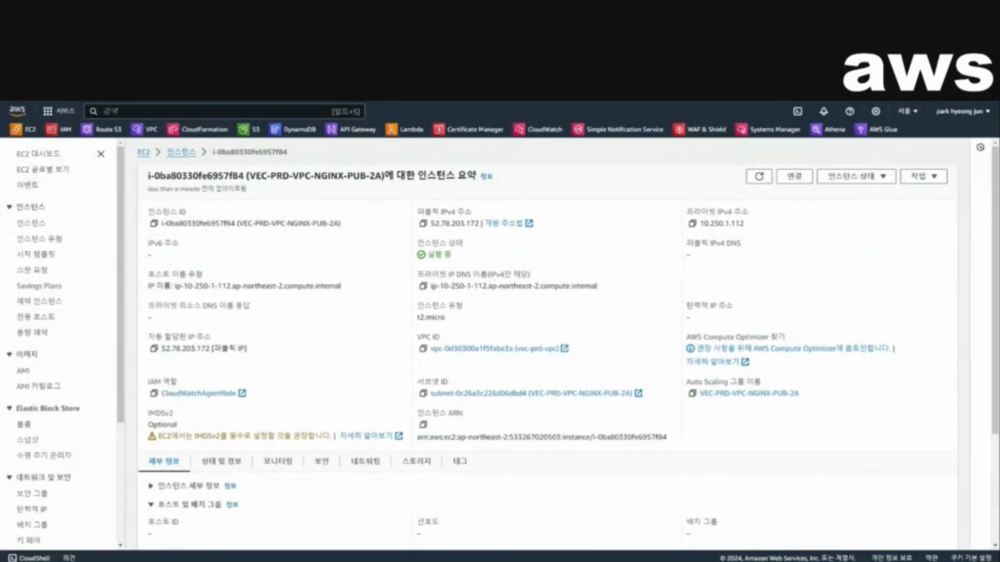 aws
aws 서비스 검색 [알트+S] 서울 park hyeong jun
EC2 IAM Route 53 VPC CloudFormation S3 DynamoDB API Gateway Lambda Certificate Manager CloudWatch Simple Notification Service WAF & Shield Systems Manager Athena AWS Glue
EC2 대시보드
EC2 글로벌 보기
이벤트
인스턴스
인스턴스
인스턴스 유형
시작 템플릿
스팟 요청
Savings Plans
예약 인스턴스
전용 호스트
용량 예약
이미지
AMI
AMI 카탈로그
Elastic Block Store
볼륨
스냅샷
수명 주기 관리자
네트워크 및 보안
보안 그룹
탄력적 IP
배치 그룹
키 페어
EC2 > 인스턴스 > i-0ba80330fe6957f84
i-0ba80330fe6957f84 (VEC-PRD-VPC-NGINX-PUB-2A)에 대한 인스턴스 요약 정보
less than a minute 전에 업데이트됨
연결 인스턴스 상태 작업
인스턴스 ID
i-0ba80330fe6957f84 (VEC-PRD-VPC-NGINX-PUB-2A)
퍼블릭 IPv4 주소
52.78.203.172 | 개방 주소법
프라이빗 IPv4 주소
10.250.1.112
IPv6 주소
–
인스턴스 상태
실행 중
퍼블릭 IPv4 DNS
–
호스트 이름 유형
IP 이름: ip-10-250-1-112.ap-northeast-2.compute.internal
프라이빗 IP DNS 이름(IPv4만 해당)
ip-10-250-1-112.ap-northeast-2.compute.internal
프라이빗 리소스 DNS 이름 응답
–
인스턴스 유형
t2.micro
탄력적 IP 주소
–
자동 할당된 IP 주소
52.78.203.172 [퍼블릭 IP]
VPC ID
vpc-0d30300a1f5fabe3a (vec-prd-vpc)
AWS Compute Optimizer 찾기
권장 사항을 위해 AWS Compute Optimizer에 옵트인합니다. |
자세히 알아보기
IAM 역할
CloudWatchAgentRole
서브넷 ID
subnet-0c26a3c226d06dbd4 (VEC-PRD-VPC-NGINX-PUB-2A)
Auto Scaling 그룹 이름
VEC-PRD-VPC-NGINX-PUB-2A
IMDSv2
Optional
EC2에서는 IMDSv2를 필수로 설정할 것을 권장합니다. | 자세히 알아보기
인스턴스 ARN
arn:aws:ec2:ap-northeast-2:533267020503:instance/i-0ba80330fe6957f84
세부 정보 상태 및 경보 모니터링 보안 네트워킹 스토리지 태그
인스턴스 세부 정보 정보
호스트 및 배치 그룹 정보
호스트 ID
–
선호도
–
배치 그룹
–
CloudShell 의견 © 2024, Amazon Web Services, Inc. 또는 계열사. 개인 정보 보호 약관 쿠키 기본 설정